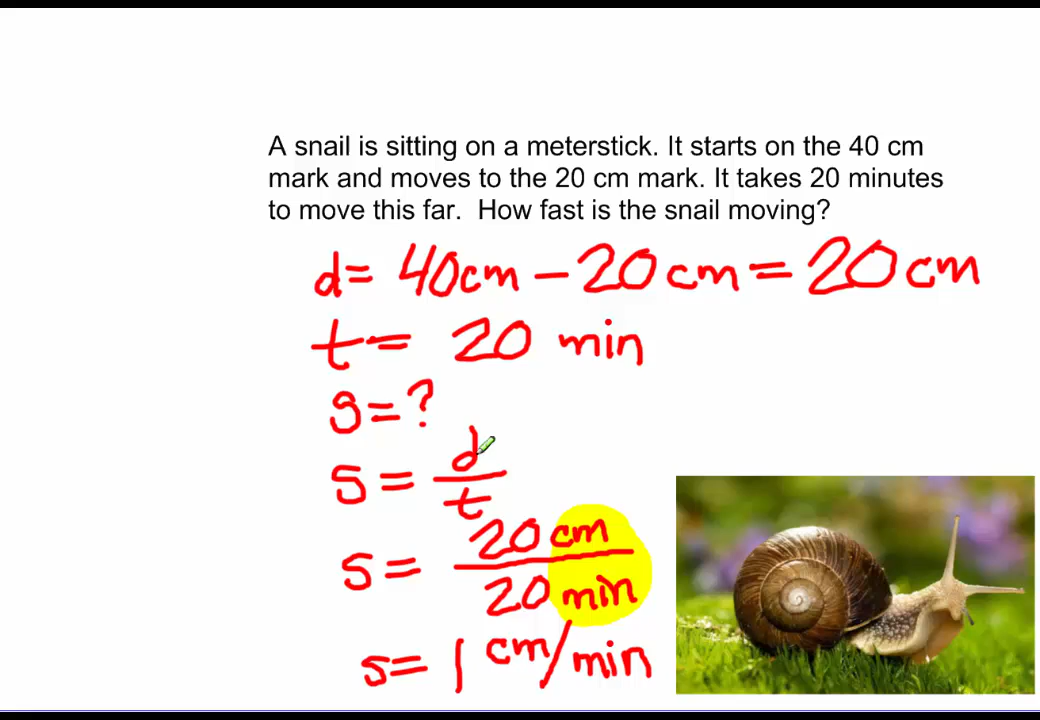 A snail is sitting on a meterstick. It starts on the 40 cm
mark and moves to the 20 cm mark. It takes 20 minutes
to move this far. How fast is the snail moving?
d= 40cm - 20cm = 20cm
t= 20 min
s=?
s = d
t
s = 20cm
20 min
s= 1 cm/min